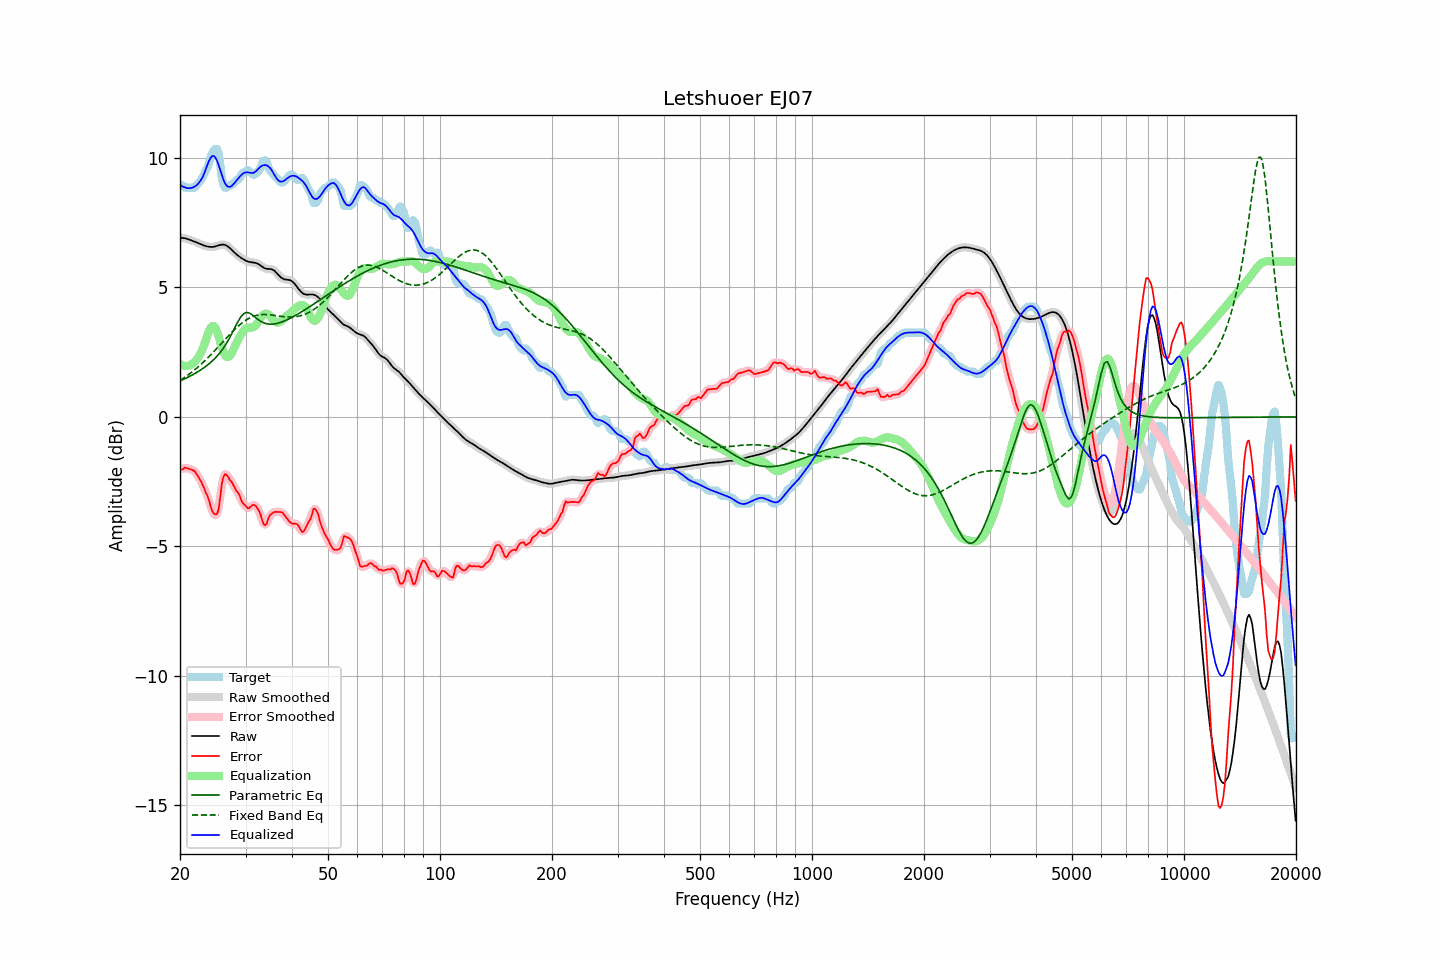 Letshuoer EJ07
10
5
0
−5
−10
−15
Amplitude (dBr)
Target
Raw Smoothed
Error Smoothed
Raw
Error
Equalization
Parametric Eq
Fixed Band Eq
Equalized
20 50 100 200 500 1000 2000 5000 10000 20000
Frequency (Hz)